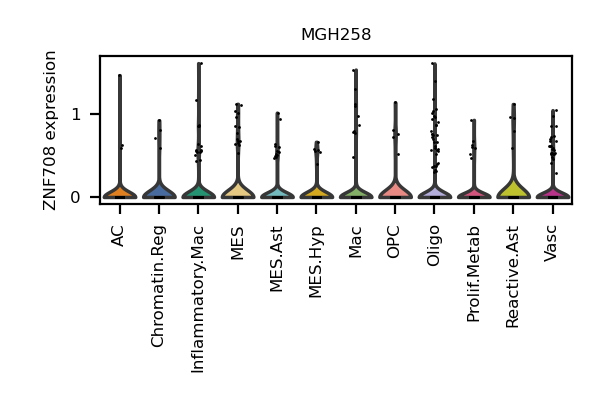 MGH258
ZNF708 expression
1
0
AC
Chromatin.Reg
Inflammatory.Mac
MES
MES.Ast
MES.Hyp
Mac
OPC
Oligo
Prolif.Metab
Reactive.Ast
Vasc